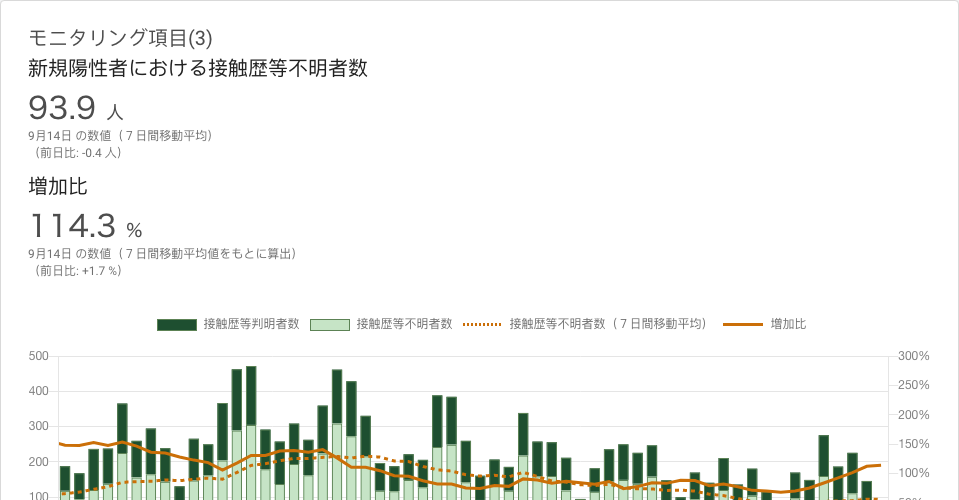 モニタリング項目(3)
新規陽性者における接触歴等不明者数
93.9 人
9月14日 の数値（７日間移動平均）
（前日比: -0.4 人）
増加比
114.3 %
9月14日 の数値（７日間移動平均値をもとに算出）
（前日比: +1.7 %）
接触歴等判明者数 接触歴等不明者数 接触歴等不明者数（７日間移動平均） 増加比
500 300%
250%
400
200%
300
150%
200
100%
100